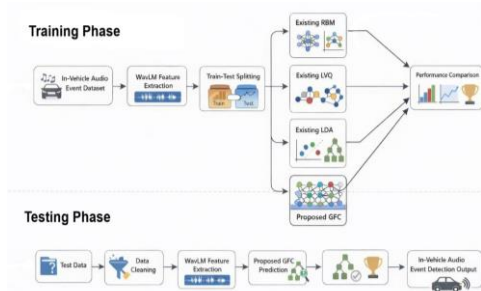 Training Phase
In-Vehicle Audio
Event Dataset
WavLM Feature
Extraction
Train-Test Splitting
Train
Test
Existing RBM
Existing LVQ
Existing LDA
Proposed GFC
Performance Comparison
Testing Phase
Test Data
Data
Cleaning
WavLM Feature
Extraction
Proposed GFC
Prediction
In-Vehicle Audio
Event Detection Output